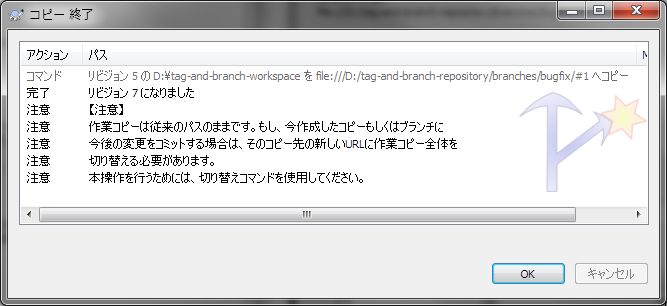 コピー 終了
アクション パス M
コマンド リビジョン 5 の D:¥tag-and-branch-workspace を file:///D:/tag-and-branch-repository/branches/bugfix/#1 へコピー
完了 リビジョン 7 になりました
注意 【注意】
注意 作業コピーは従来のパスのままです。もし、今作成したコピーもしくはブランチに
注意 今後の変更をコミットする場合は、そのコピー先の新しいURLに作業コピー全体を
注意 切り替える必要があります。
注意 本操作を行うためには、切り替えコマンドを使用してください。
OK キャンセル